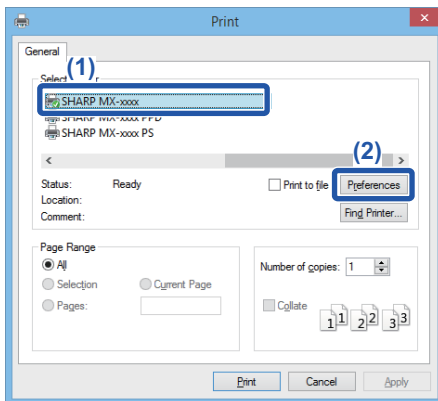 Print
General
(1)
Select Printer
SHARP MX-xxxx
SHARP MX-xxxx PPD
SHARP MX-xxxx PS
(2)
Status: Ready
Print to file
Preferences
Location:
Comment:
Find Printer...
Page Range
All
Selection
Current Page
Pages:
Number of copies: 1
Collate
1 1 2 2 3 3
Print
Cancel
Apply